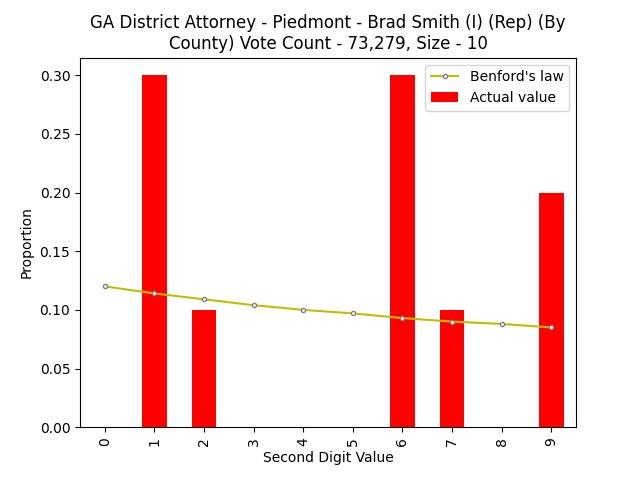 GA District Attorney - Piedmont - Brad Smith (I) (Rep) (By
County) Vote Count - 73,279, Size - 10
Benford's law
Actual value
0.30
0.25
0.20
0.15
0.10
0.05
0.00
Proportion
0 1 2 3 4 5 6 7 8 9
Second Digit Value